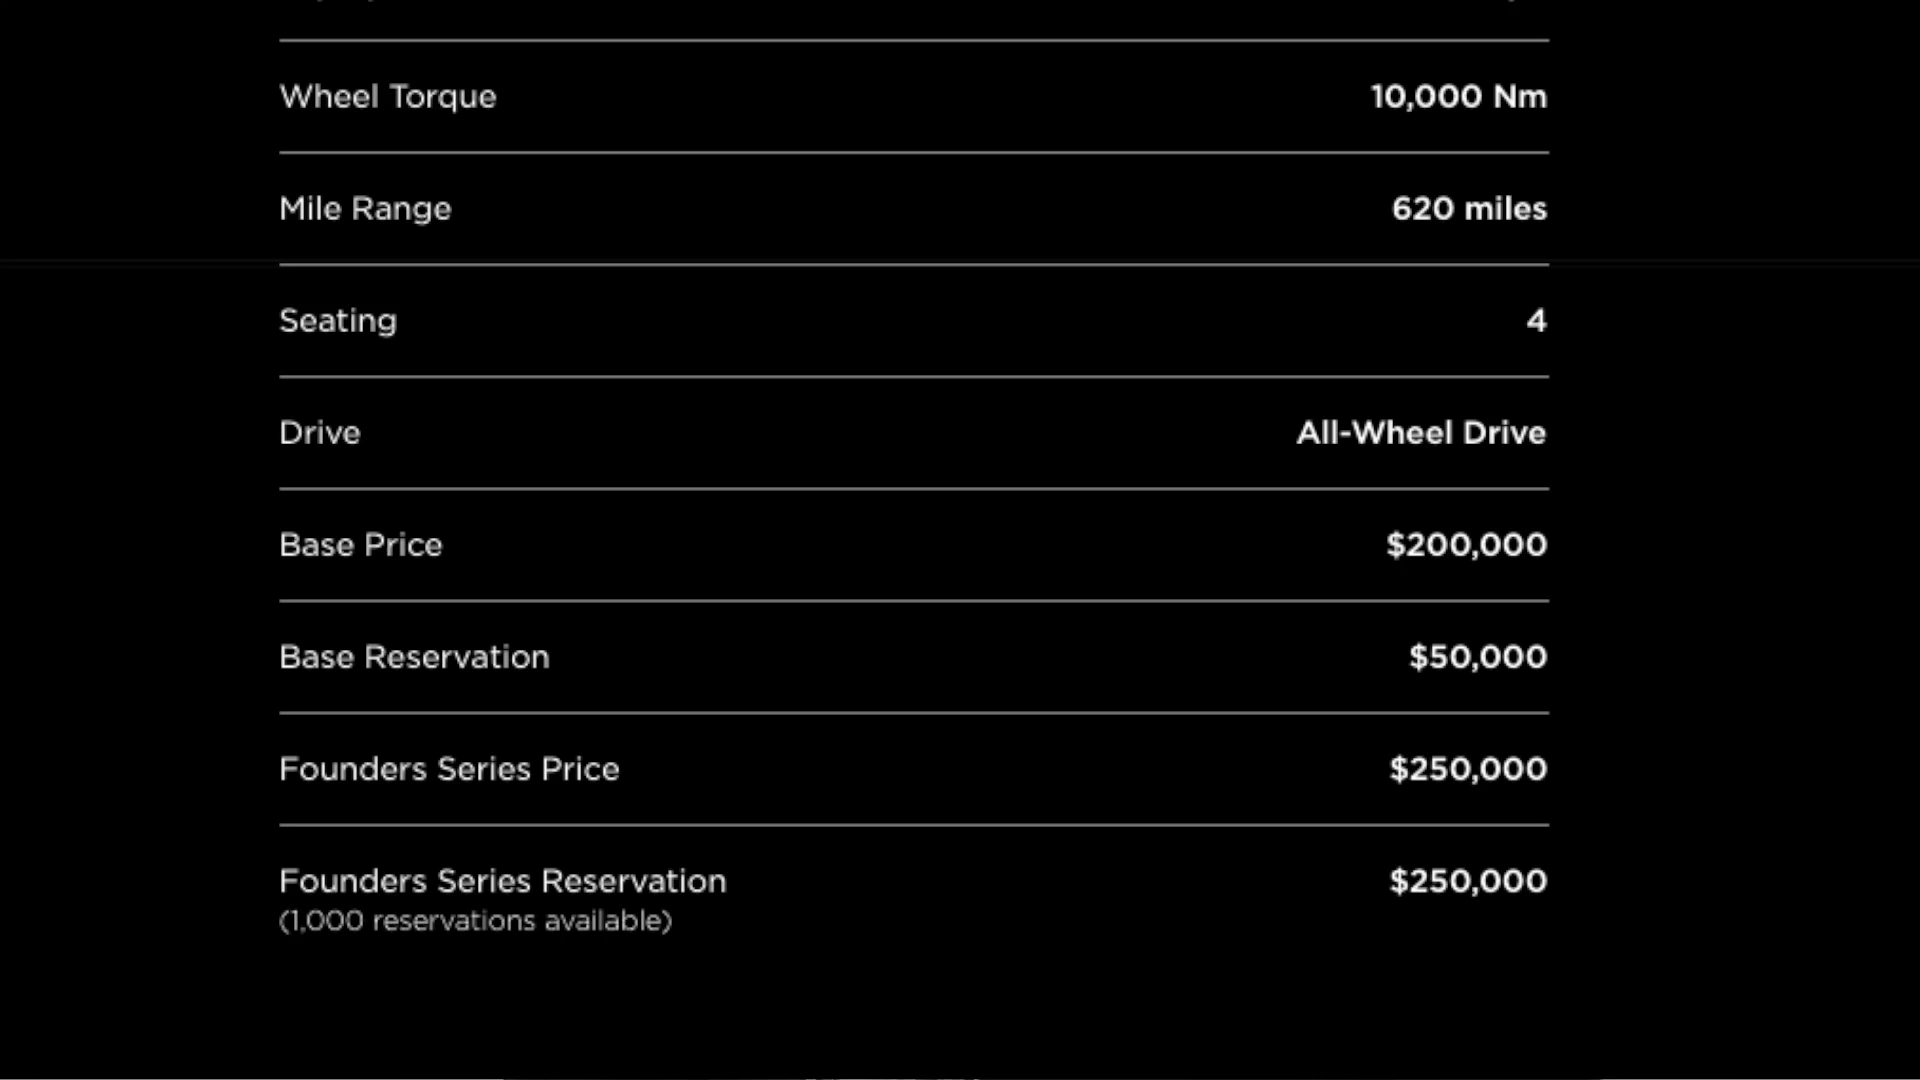 Wheel Torque 10,000 Nm
Mile Range 620 miles
Seating 4
Drive All-Wheel Drive
Base Price $200,000
Base Reservation $50,000
Founders Series Price $250,000
Founders Series Reservation $250,000
(1,000 reservations available)